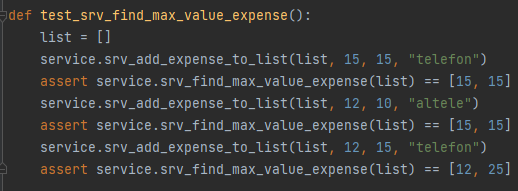 def test_srv_find_max_value_expense():
    list = []
    service.srv_add_expense_to_list(list, 15, 15, "telefon")
    assert service.srv_find_max_value_expense(list) == [15, 15]
    service.srv_add_expense_to_list(list, 12, 10, "altele")
    assert service.srv_find_max_value_expense(list) == [15, 15]
    service.srv_add_expense_to_list(list, 12, 15, "telefon")
    assert service.srv_find_max_value_expense(list) == [12, 25]